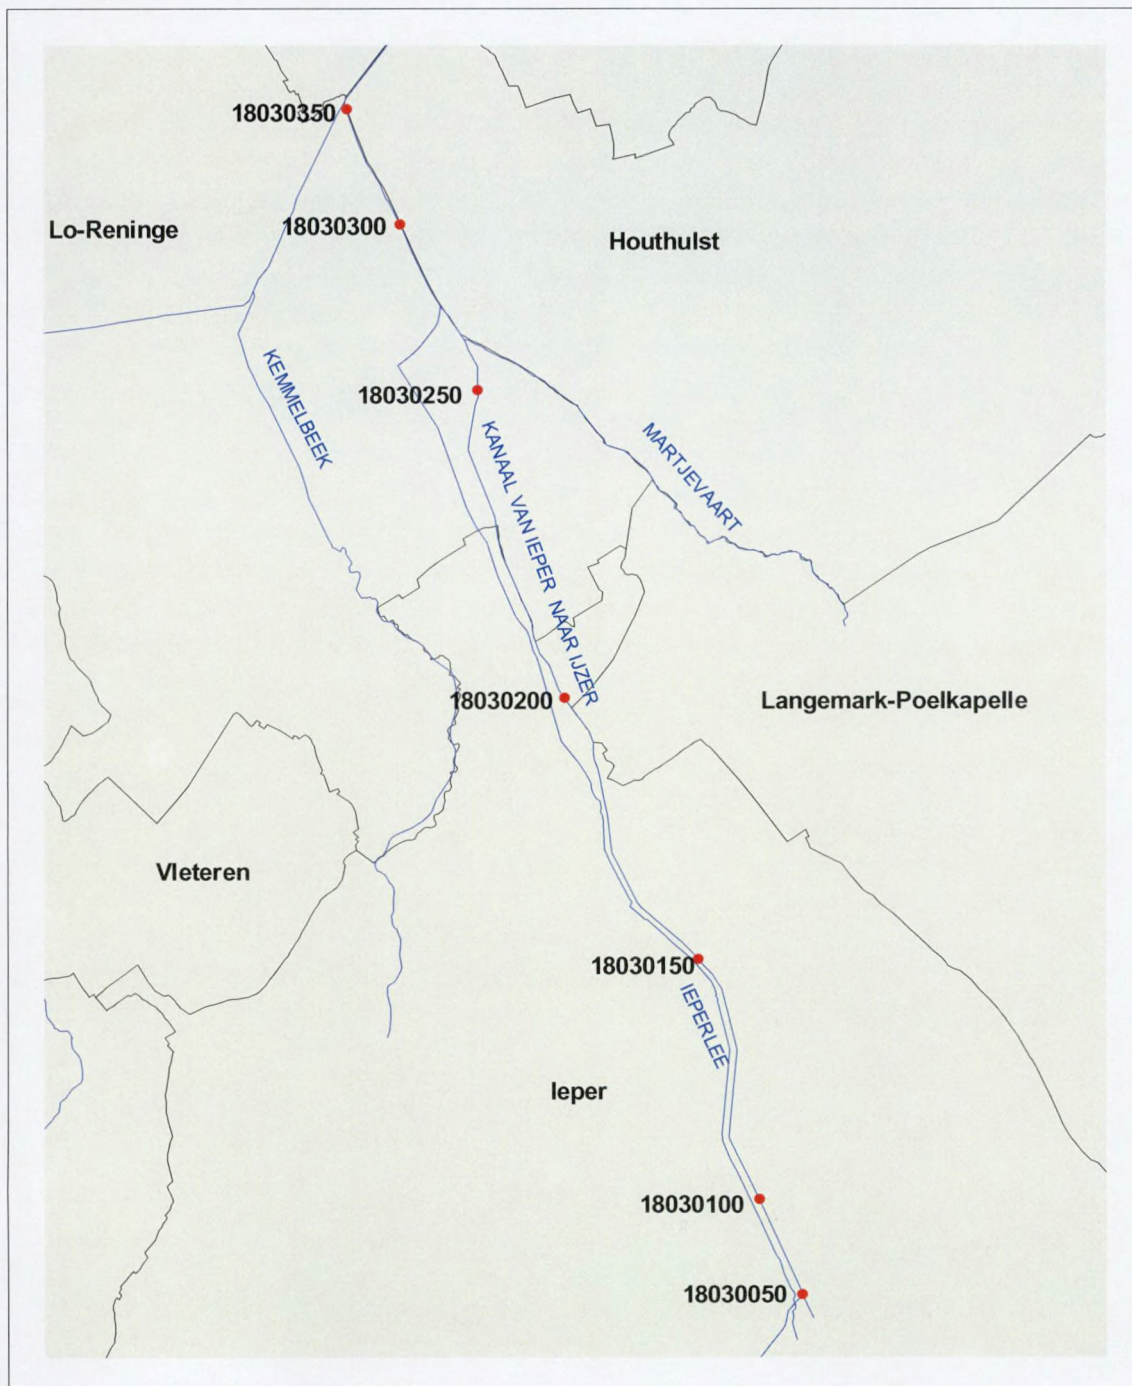 18030350
Lo-Reninge
18030300
Houthulst
KEMMELBEEK
18030250
KANAAL VAN IEPER NAAR IJZER
MARTJEVAART
18030200
Langemark-Poelkapelle
Vleteren
18030150
IEPERLEE
Ieper
18030100
18030050